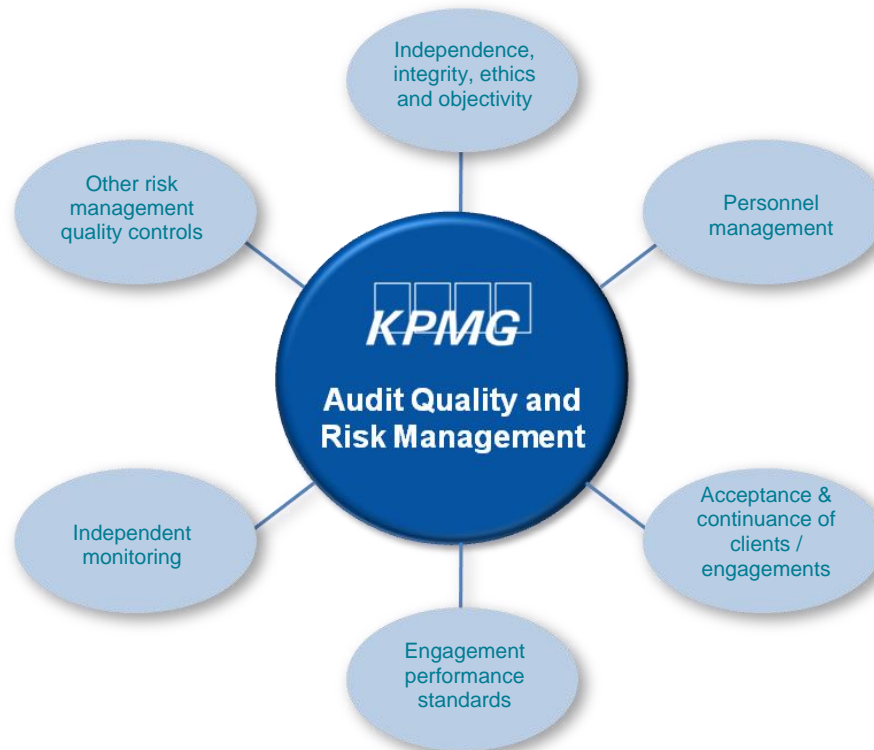 Independence,
integrity, ethics
and objectivity
Other risk
management
quality controls
Personnel
management
KPMG
Audit Quality and
Risk Management
Independent
monitoring
Acceptance &
continuance of
clients /
engagements
Engagement
performance
standards